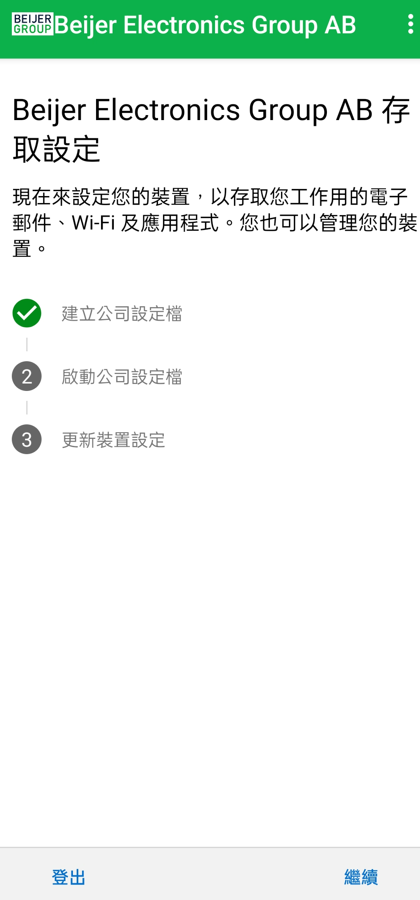 BEIJER
GROUP
Beijer Electronics Group AB
Beijer Electronics Group AB 存
取設定
現在來設定您的裝置，以存取您工作用的電子
郵件、Wi-Fi 及應用程式。您也可以管理您的裝
置。
建立公司設定檔
2 啟動公司設定檔
3 更新裝置設定
登出 繼續